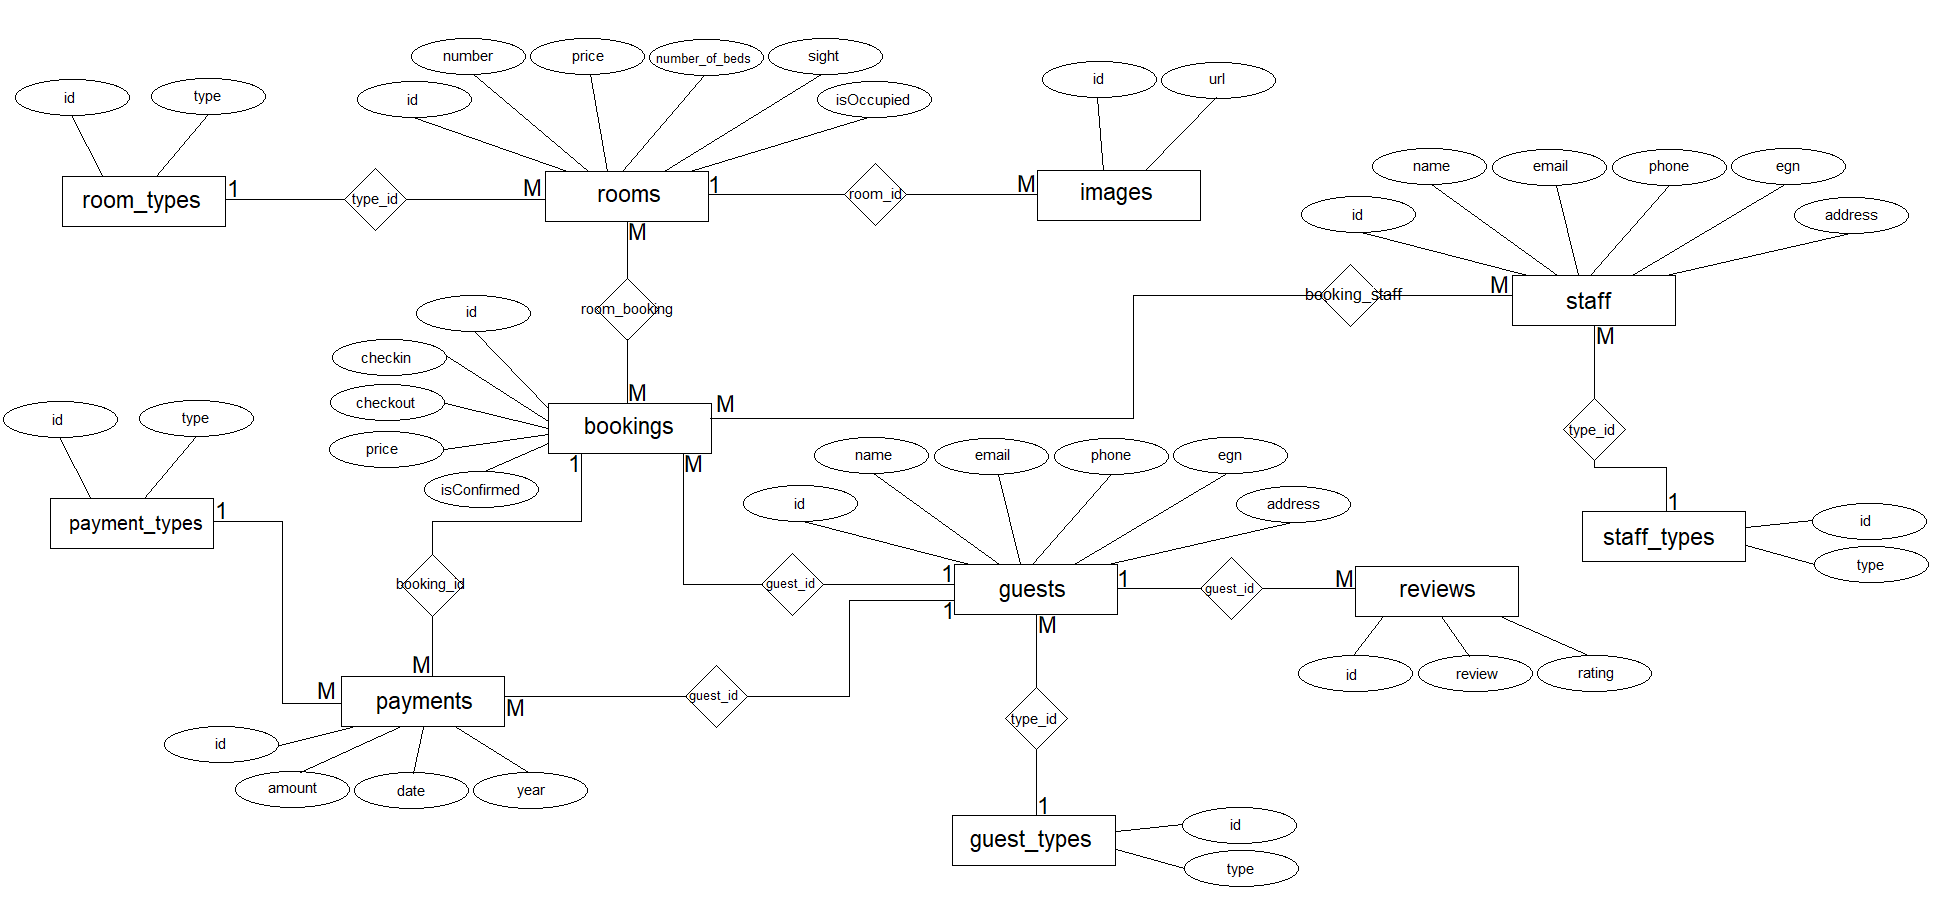 number
price
number_of_beds
sight
id
isOccupied
id
type
id
url
room_types
1
type_id
M
rooms
1
room_id
M
images
M
name
email
phone
egn
id
address
booking_staff
M
staff
M
room_booking
id
checkin
checkout
price
isConfirmed
M
bookings
M
1
M
type_id
1
staff_types
id
type
id
type
payment_types
1
name
email
phone
egn
id
address
booking_id
guest_id
1
1
guests
1
guest_id
M
reviews
M
id
review
rating
M
M
payments
M
guest_id
type_id
id
amount
date
year
1
guest_types
id
type